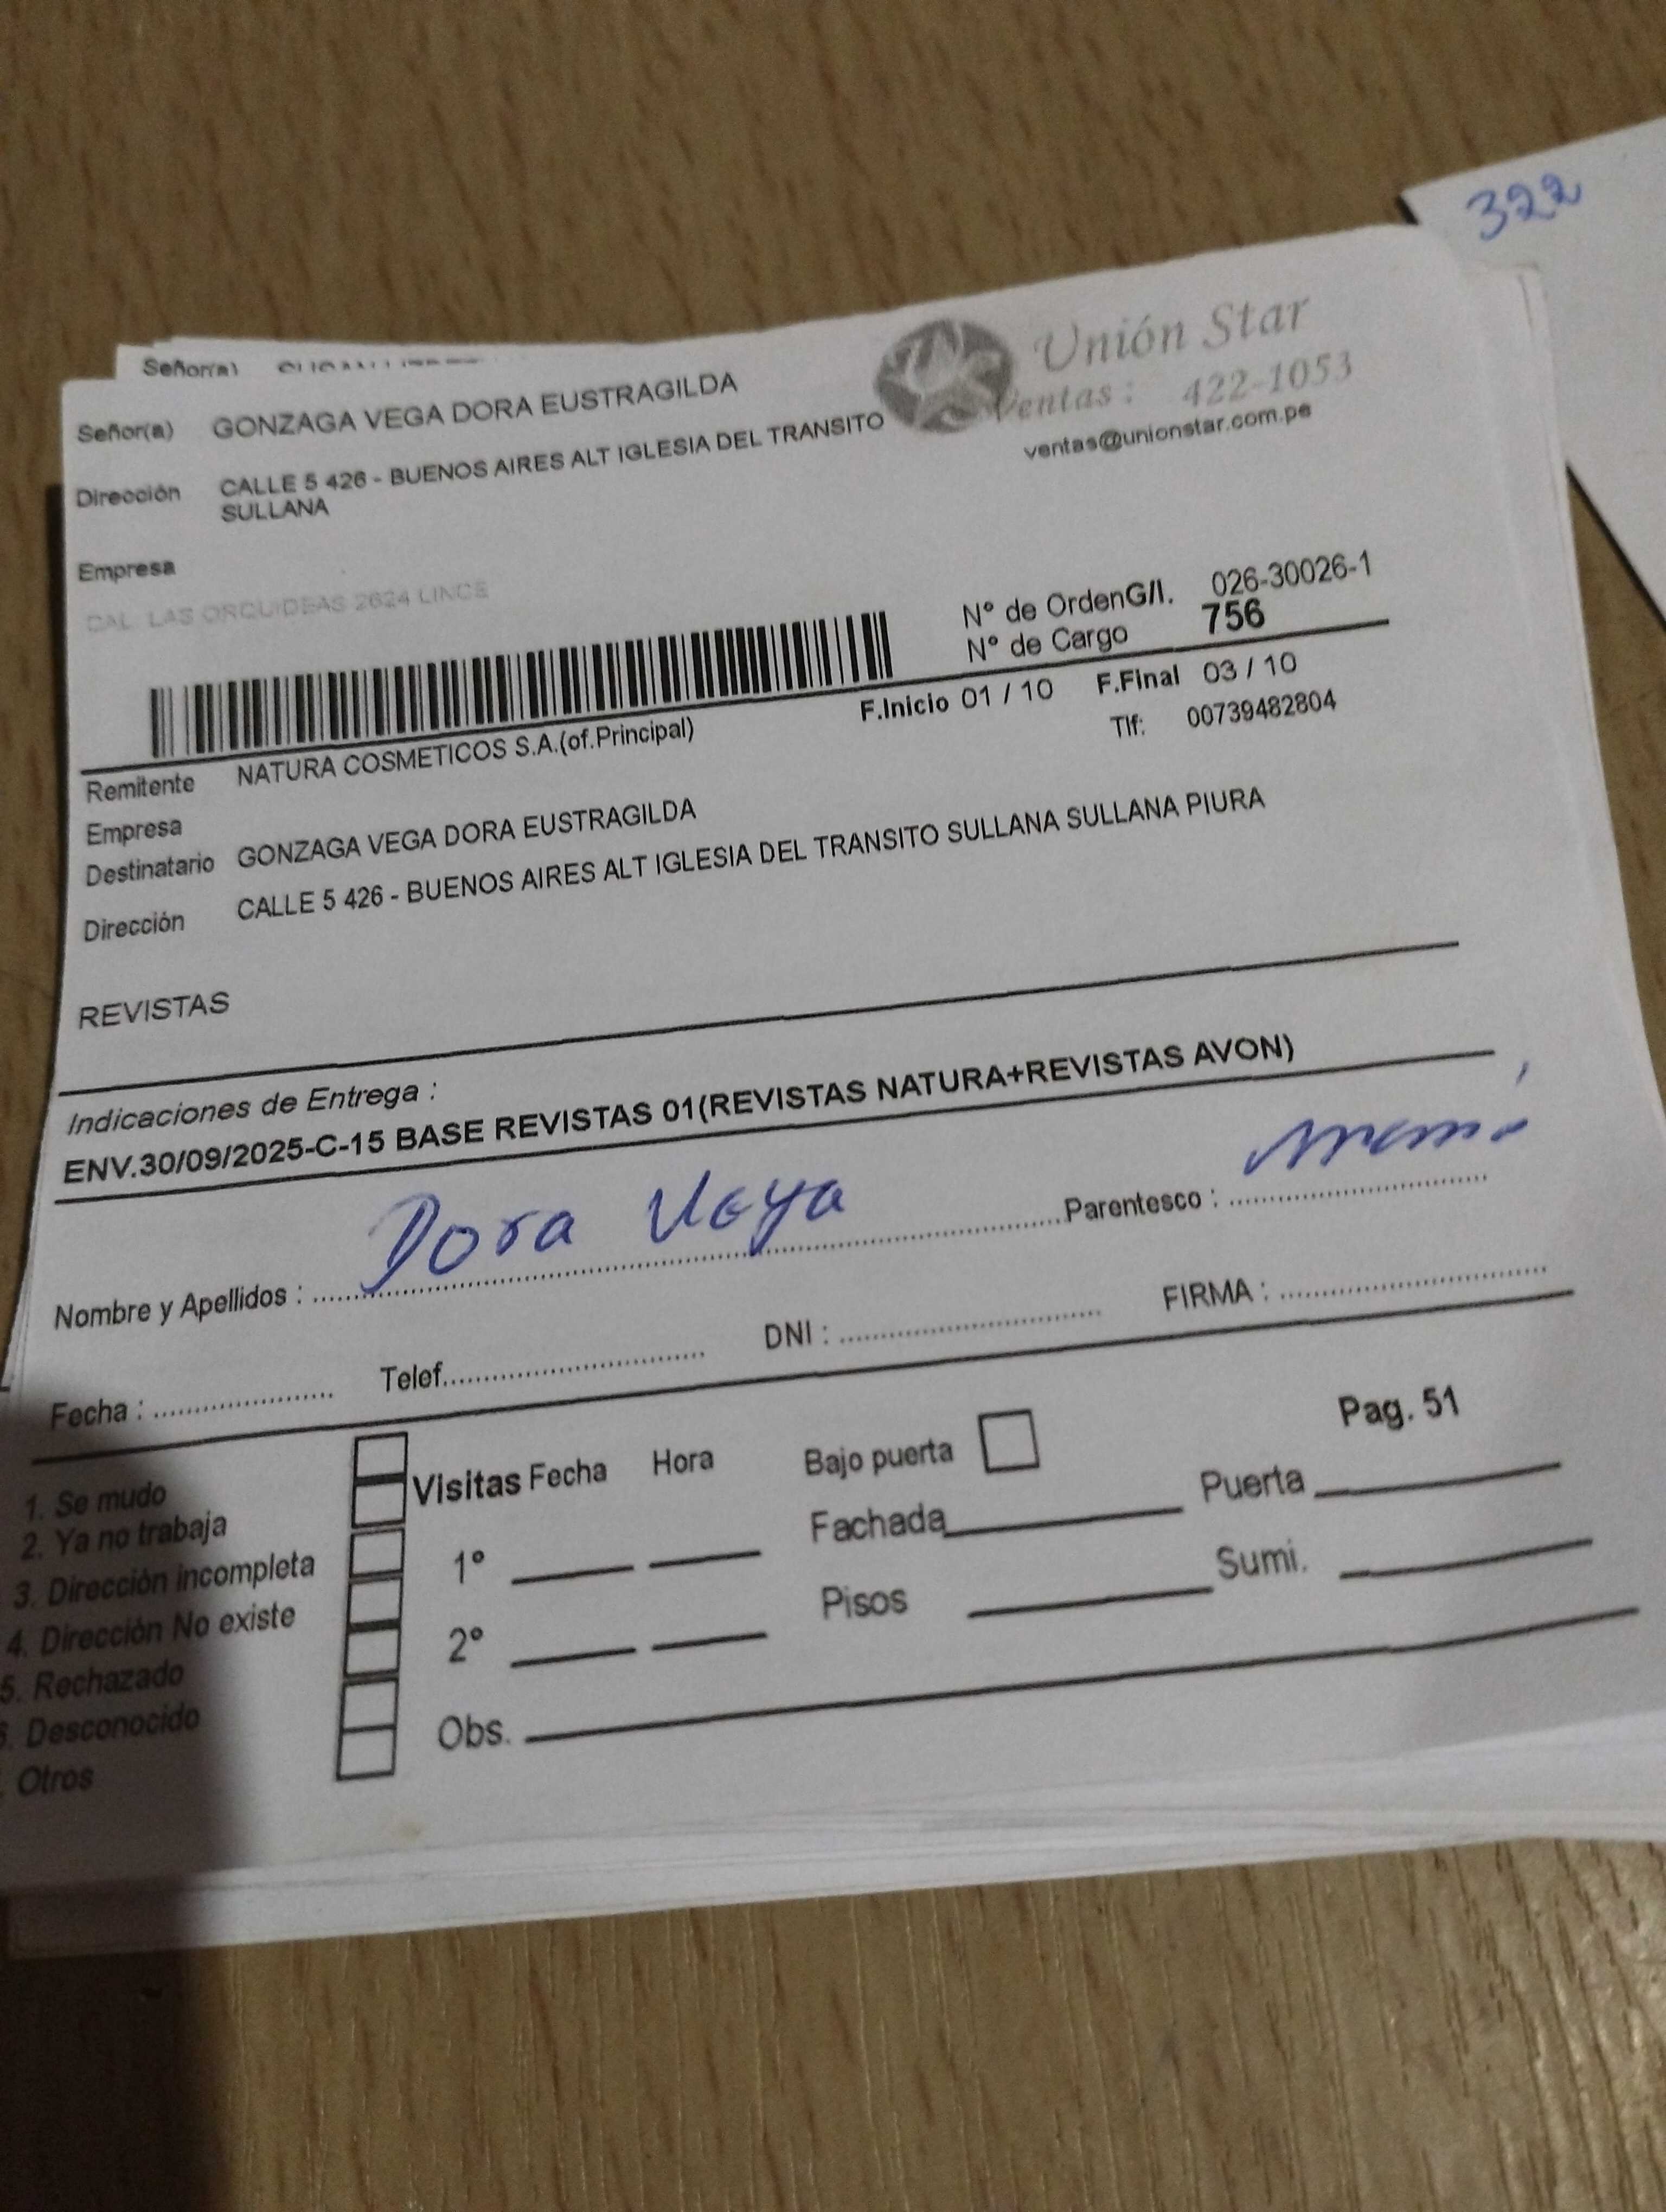 322
Señor(a)
Unión Star
Ventas : 422-1053
ventas@unionstar.com.pe
Señor(a) GONZAGA VEGA DORA EUSTRAGILDA
Dirección CALLE 5 426 - BUENOS AIRES ALT IGLESIA DEL TRANSITO
SULLANA
Empresa
CAL. LAS ORQUIDEAS 2624 LINCE
N° de OrdenG/I. 026-30026-1
N° de Cargo 756
F.Inicio 01 / 10 F.Final 03 / 10
Tlf: 00739482804
Remitente NATURA COSMETICOS S.A.(of.Principal)
Empresa
Destinatario GONZAGA VEGA DORA EUSTRAGILDA
Dirección CALLE 5 426 - BUENOS AIRES ALT IGLESIA DEL TRANSITO SULLANA SULLANA PIURA
REVISTAS
Indicaciones de Entrega :
ENV.30/09/2025-C-15 BASE REVISTAS 01(REVISTAS NATURA+REVISTAS AVON)
Nombre y Apellidos : Dora Vega Parentesco :
Fecha : Telef. DNI : FIRMA :
Pag. 51
1. Se mudo
2. Ya no trabaja
3. Dirección incompleta
4. Dirección No existe
5. Rechazado
6. Desconocido
Otros
Visitas Fecha Hora
1°
2°
Obs.
Bajo puerta
Fachada Puerta
Pisos Sumi.